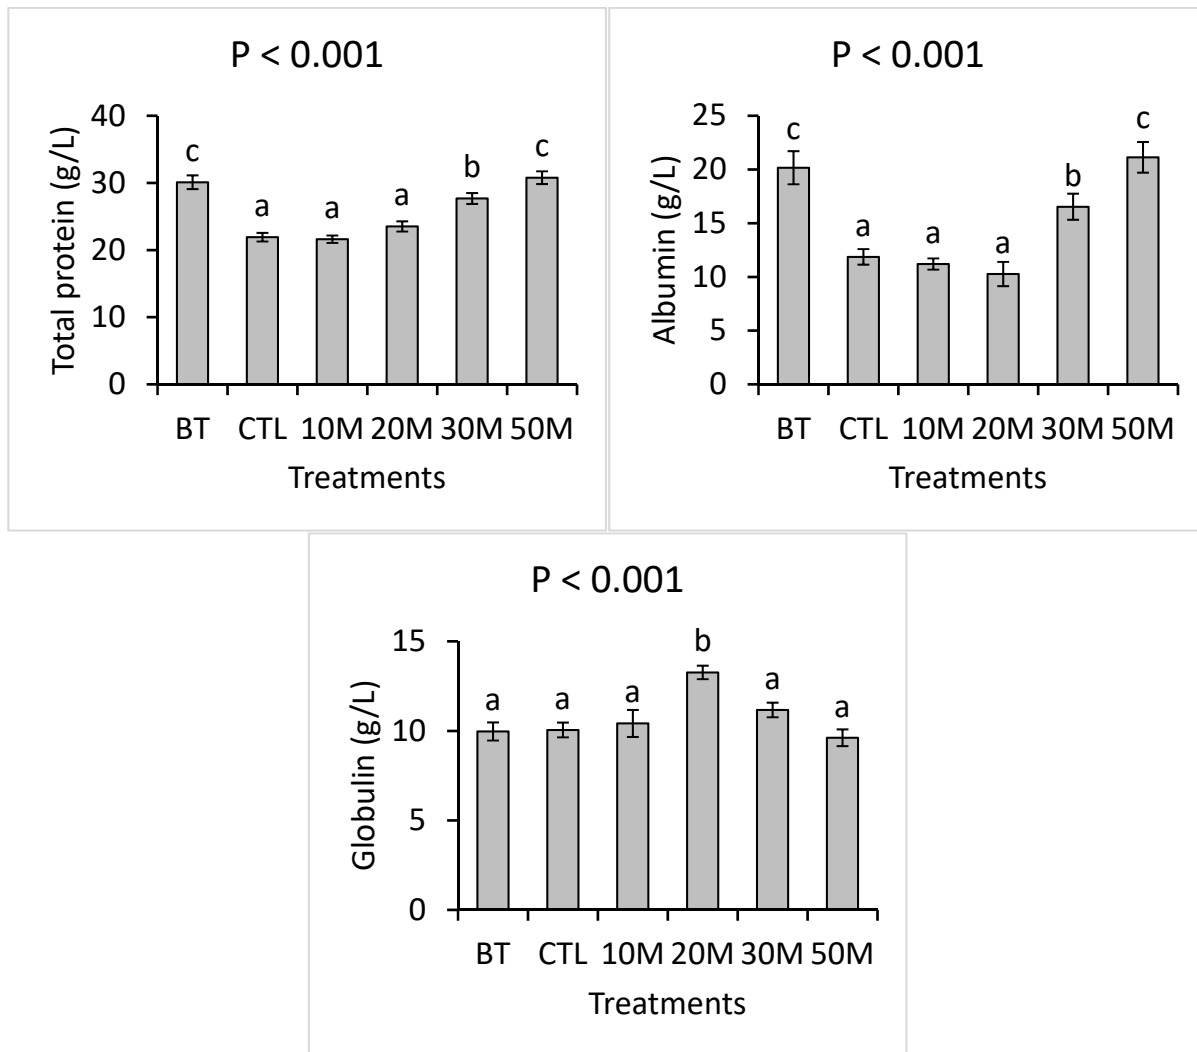 P < 0.001
Total protein (g/L)
40
30
20
10
0
c
a
a
a
b
c
BT CTL 10M 20M 30M 50M
Treatments
P < 0.001
Albumin (g/L)
25
20
15
10
5
0
c
a
a
a
b
c
BT CTL 10M 20M 30M 50M
Treatments
P < 0.001
Globulin (g/L)
15
10
5
0
a
a
a
b
a
a
BT CTL 10M 20M 30M 50M
Treatments